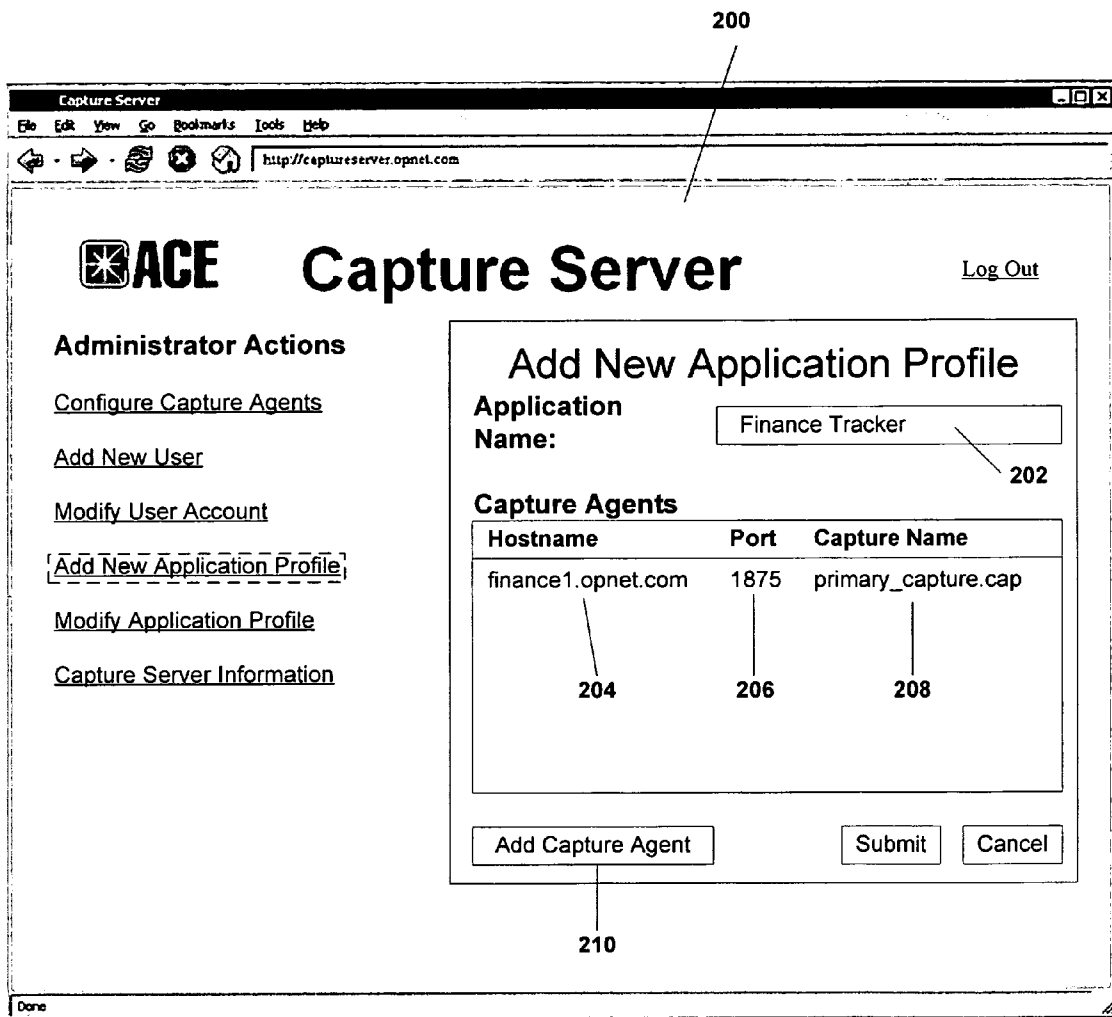 200
Capture Server
File Edit View Go Bookmarks Tools Help
http://captureserver.opnet.com
ACE
Capture Server
Log Out
Administrator Actions
Configure Capture Agents
Add New User
Modify User Account
Add New Application Profile
Modify Application Profile
Capture Server Information
Add New Application Profile
Application
Name:
Finance Tracker
202
Capture Agents
Hostname Port Capture Name
finance1.opnet.com 1875 primary_capture.cap
204 206 208
Add Capture Agent Submit Cancel
210
Done